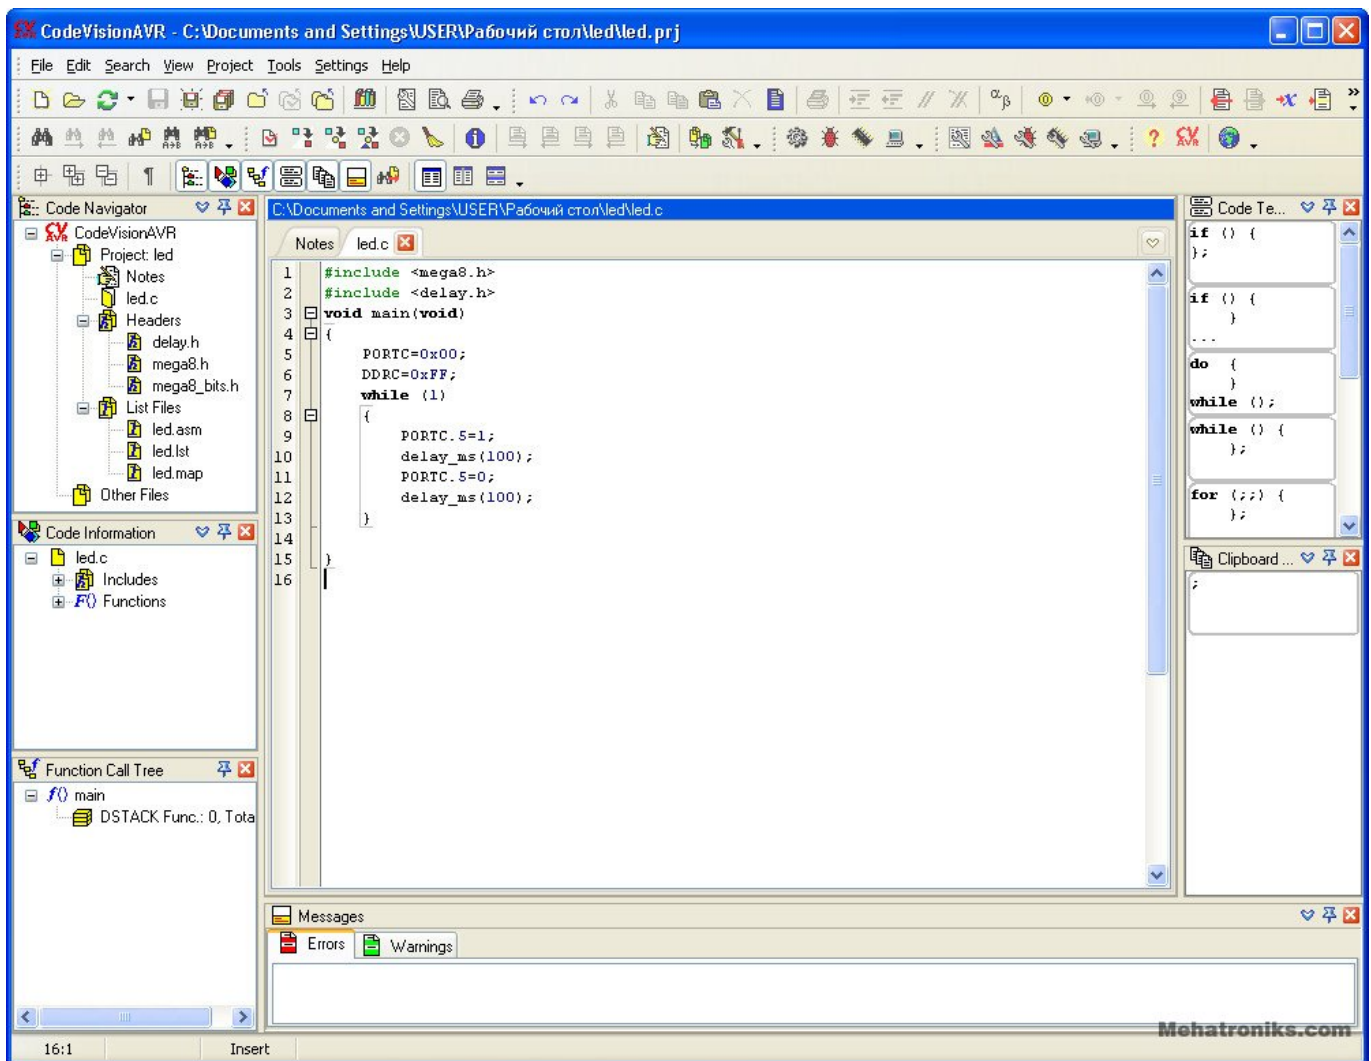 CodeVisionAVR - C:\Documents and Settings\USER\Рабочий стол\led\led.prj
File Edit Search View Project Tools Settings Help
Code Navigator
CodeVisionAVR
Project: led
Notes
led.c
Headers
delay.h
mega8.h
mega8_bits.h
List Files
led.asm
led.lst
led.map
Other Files
Code Information
led.c
Includes
F() Functions
Function Call Tree
f() main
DSTACK Func.: 0, Tota
C:\Documents and Settings\USER\Рабочий стол\led\led.c
Notes led.c
1 #include <mega8.h>
2 #include <delay.h>
3 void main(void)
4 {
5 PORTC=0x00;
6 DDRC=0xFF;
7 while (1)
8 {
9 PORTC.5=1;
10 delay_ms(100);
11 PORTC.5=0;
12 delay_ms(100);
13 }
14
15 }
16
Code Te...
if () {
};
if () {
}
...
do {
}
while ();
while () {
};
for (;;) {
};
Clipboard ...
;
Messages
Errors Warnings
Mehatroniks.com
16:1 Insert